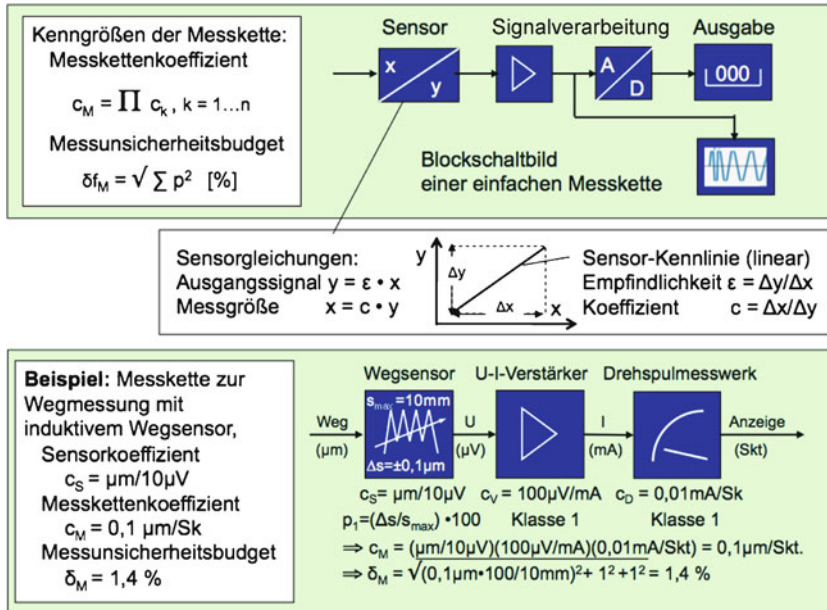 Kenngrößen der Messkette:
Messkettenkoeffizient
c_M = ∏ c_k , k = 1...n
Messunsicherheitsbudget
δf_M = √ ∑ p² [%]
Sensor
Signalverarbeitung
Ausgabe
x
y
A
D
000
Blockschaltbild
einer einfachen Messkette
Sensorgleichungen:
Ausgangssignal y = ε • x
Messgröße x = c • y
y
Δy
Δx
x
Sensor-Kennlinie (linear)
Empfindlichkeit ε = Δy/Δx
Koeffizient c = Δx/Δy
Beispiel: Messkette zur
Wegmessung mit
induktivem Wegsensor,
Sensorkoeffizient
c_S = µm/10µV
Messkettenkoeffizient
c_M = 0,1 µm/Sk
Messunsicherheitsbudget
δ_M = 1,4 %
Wegsensor
U-I-Verstärker
Drehspulmesswerk
Weg
(µm)
s_max=10mm
Δs=±0,1µm
U
(µV)
I
(mA)
Anzeige
(Skt)
c_S = µm/10µV c_V = 100µV/mA c_D = 0,01mA/Sk
p_1=(Δs/s_max) •100 Klasse 1 Klasse 1
⇒ c_M = (µm/10µV)(100µV/mA)(0,01mA/Skt) = 0,1µm/Skt.
⇒ δ_M = √(0,1µm•100/10mm)²+ 1² +1² = 1,4 %